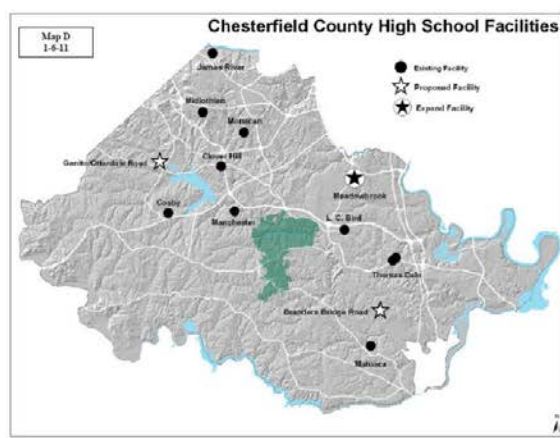 Chesterfield County High School Facilities
Map D
1-6-11
Existing Facility
Proposed Facility
Expand Facility
James River
Midlothian
Monacan
Clover Hill
Genito/Otterdale Road
Meadowbrook
Cosby
Manchester
L. C. Bird
Thomas Dale
Branders Bridge Road
Matoaca